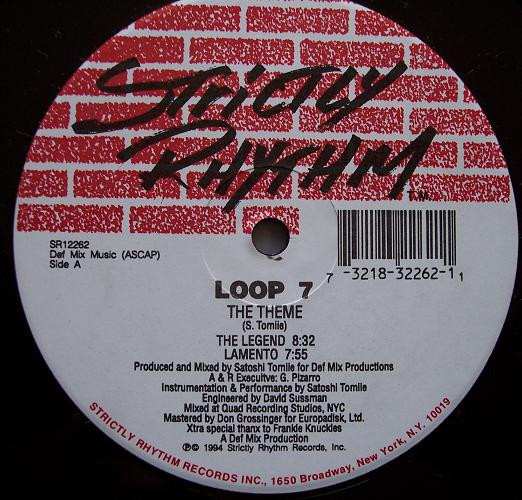 STRICTLY
RHYTHM
TM
SR12262
Def Mix Music (ASCAP)
Side A
7 -3218-32262-1 1
LOOP 7
THE THEME
(S. Tomiie)
THE LEGEND 8:32
LAMENTO 7:55
Produced and Mixed by Satoshi Tomiie for Def Mix Productions
A & R Executive: G. Pizarro
Instrumentation & Performance by Satoshi Tomiie
Engineered by David Sussman
Mixed at Quad Recording Studios, NYC
Mastered by Don Grossinger for Europadisk, Ltd.
Xtra special thanx to Frankie Knuckles
A Def Mix Production
℗© 1994 Strictly Rhythm Records, Inc.
STRICTLY RHYTHM RECORDS INC., 1650 Broadway, New York, N.Y. 10019